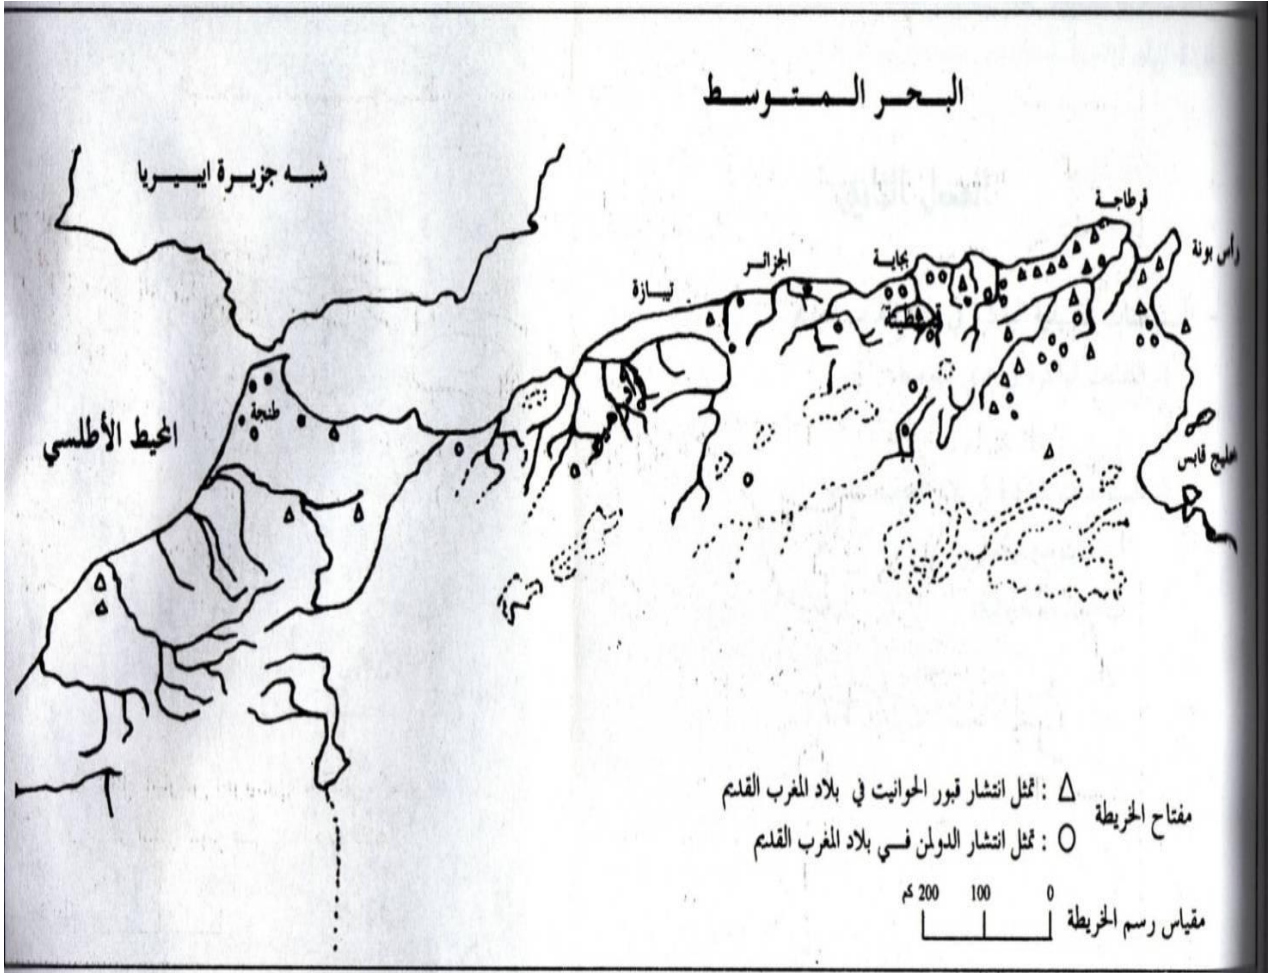 البحر المتوسط
شبه جزيرة ايبيريا
قرطاجة
رأس بونة
بجاية
الجزائر
تيبازة
قسنطينة
طنجة
المحيط الأطلسي
خليج قابس
مفتاح الخريطة
Δ : تمثل انتشار قبور الحوانيت في بلاد المغرب القديم
O : تمثل انتشار الدولمن فـي بلاد المغرب القديم
0 100 200 كم
مقياس رسم الخريطة